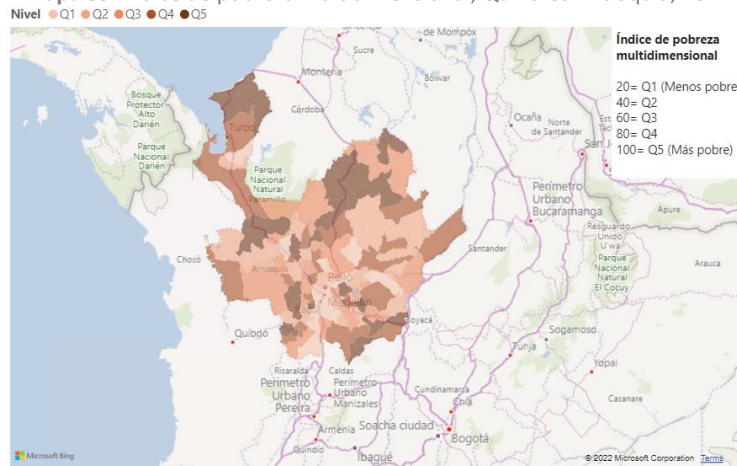 Nivel Q1 Q2 Q3 Q4 Q5
de Mompóx
Sucre
Montería
Bolívar
Índice de pobreza
multidimensional
20= Q1 (Menos pobre
40= Q2
60= Q3
80= Q4
100= Q5 (Más pobre)
Bosque
Protector
Alto
Darién
Córdoba
Turbo
Ocaña
Norte
de Santander
San
Parque
Nacional
Darién
Parque
Nacional
Natural
Paramillo
Perímetro
Urbano
Bucaramanga
Apure
Resguardo
Unido
U'wa
Parque
Nacional
Natural
El Cocuy
Santander
Arauca
Chocó
Antioquia
Bello
Medellín
Boyacá
Quibdó
Sogamoso
Tunja
Yopal
Risaralda
Caldas
Perímetro
Urbano
Pereira
Perímetro
Urbano
Manizales
Cundinamarca
Chía
Casanare
Armenia
Soacha ciudad
Bogotá
Quindío
Ibagué
Microsoft Bing
© 2022 Microsoft Corporation Terms